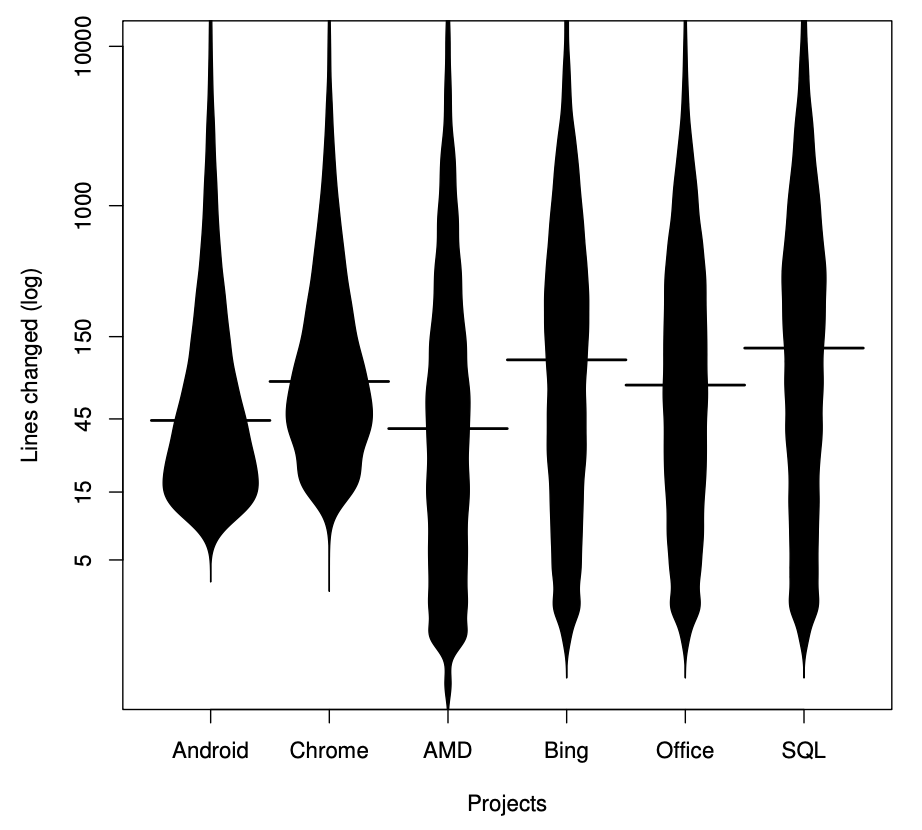 Lines changed (log)
10000
1000
150
45
15
5
Android Chrome AMD Bing Office SQL
Projects